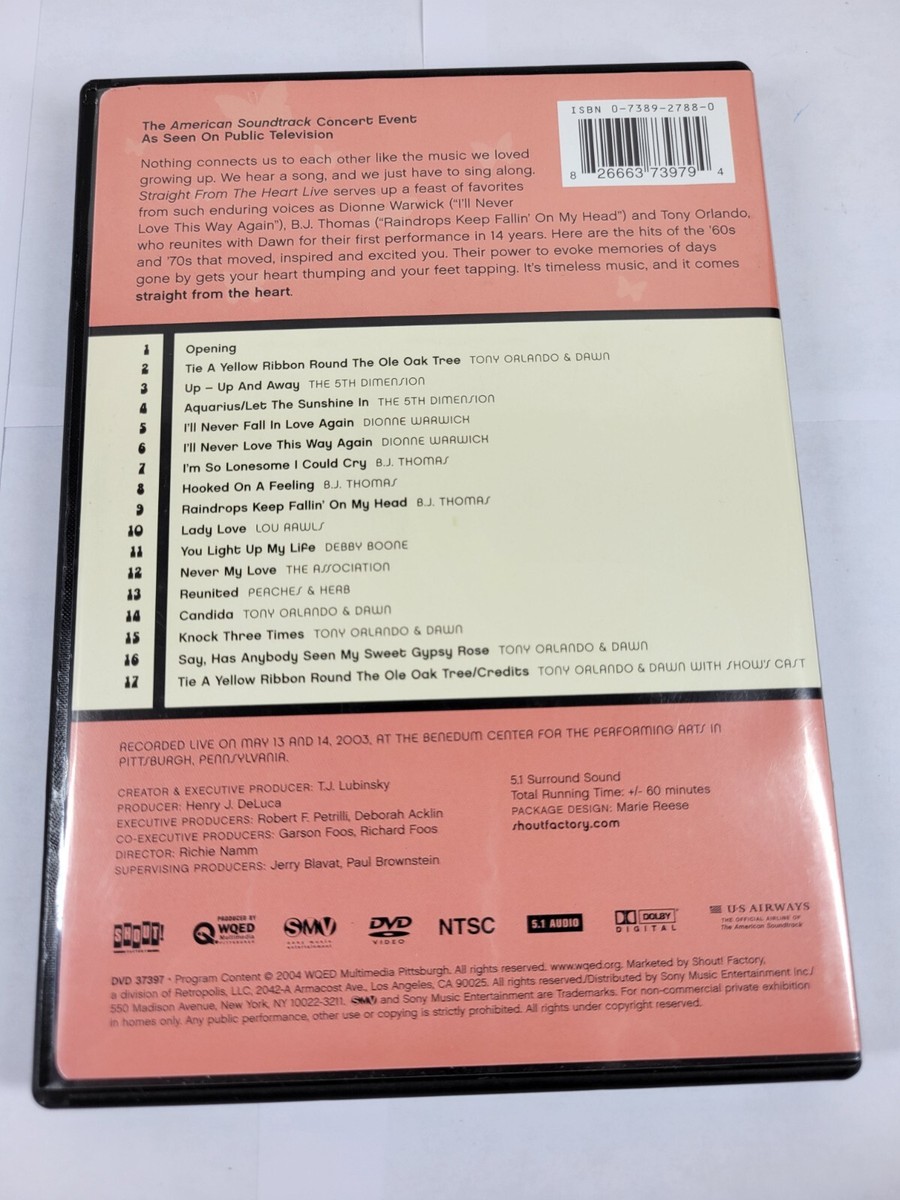 The American Soundtrack Concert Event
As Seen On Public Television
ISBN 0-7389-2788-0
8 26663 73979 4
Nothing connects us to each other like the music we loved
growing up. We hear a song, and we just have to sing along.
Straight From The Heart Live serves up a feast of favorites
from such enduring voices as Dionne Warwick ("I'll Never
Love This Way Again"), B.J. Thomas ("Raindrops Keep Fallin' On My Head") and Tony Orlando,
who reunites with Dawn for their first performance in 14 years. Here are the hits of the '60s
and '70s that moved, inspired and excited you. Their power to evoke memories of days
gone by gets your heart thumping and your feet tapping. It's timeless music, and it comes
straight from the heart.
1 Opening
2 Tie A Yellow Ribbon Round The Ole Oak Tree TONY ORLANDO & DAWN
3 Up – Up And Away THE 5TH DIMENSION
4 Aquarius/Let The Sunshine In THE 5TH DIMENSION
5 I'll Never Fall In Love Again DIONNE WARWICK
6 I'll Never Love This Way Again DIONNE WARWICK
7 I'm So Lonesome I Could Cry B.J. THOMAS
8 Hooked On A Feeling B.J. THOMAS
9 Raindrops Keep Fallin' On My Head B.J. THOMAS
10 Lady Love LOU RAWLS
11 You Light Up My Life DEBBY BOONE
12 Never My Love THE ASSOCIATION
13 Reunited PEACHES & HERB
14 Candida TONY ORLANDO & DAWN
15 Knock Three Times TONY ORLANDO & DAWN
16 Say, Has Anybody Seen My Sweet Gypsy Rose TONY ORLANDO & DAWN
17 Tie A Yellow Ribbon Round The Ole Oak Tree/Credits TONY ORLANDO & DAWN WITH SHOW'S CAST
RECORDED LIVE ON MAY 13 AND 14, 2003, AT THE BENEDUM CENTER FOR THE PERFORMING ARTS IN
PITTSBURGH, PENNSYLVANIA.
CREATOR & EXECUTIVE PRODUCER: T.J. Lubinsky
PRODUCER: Henry J. DeLuca
EXECUTIVE PRODUCERS: Robert F. Petrilli, Deborah Acklin
CO-EXECUTIVE PRODUCERS: Garson Foos, Richard Foos
DIRECTOR: Richie Namm
SUPERVISING PRODUCERS: Jerry Blavat, Paul Brownstein
5.1 Surround Sound
Total Running Time: +/- 60 minutes
PACKAGE DESIGN: Marie Reese
shoutfactory.com
SHOUT!
FACTORY
PRODUCED BY
WQED
Multimedia
PITTSBURGH
SMV
sony music
entertainment
DVD
VIDEO
NTSC
5.1 AUDIO
DOLBY
DIGITAL
U·S AIRWAYS
THE OFFICIAL AIRLINE OF
The American Soundtrack
DVD 37397 • Program Content © 2004 WQED Multimedia Pittsburgh. All rights reserved. www.wqed.org. Marketed by Shout! Factory,
a division of Retropolis, LLC, 2042-A Armacost Ave., Los Angeles, CA 90025. All rights reserved./Distributed by Sony Music Entertainment Inc./
550 Madison Avenue, New York, NY 10022-3211. SMV and Sony Music Entertainment are Trademarks. For non-commercial private exhibition
in homes only. Any public performance, other use or copying is strictly prohibited. All rights under copyright reserved.